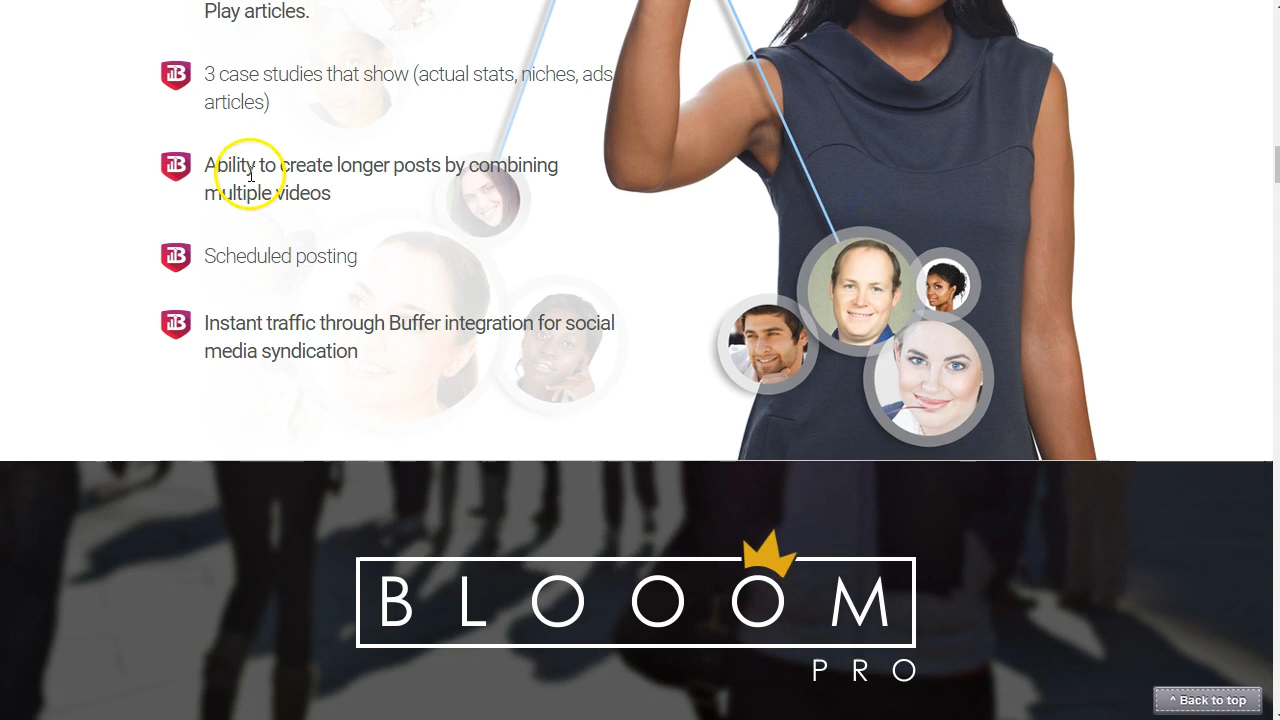 Play articles.
3 case studies that show (actual stats, niches, ads,
articles)
Ability to create longer posts by combining
multiple videos
Scheduled posting
Instant traffic through Buffer integration for social
media syndication
BLOOOM
PRO
^ Back to top